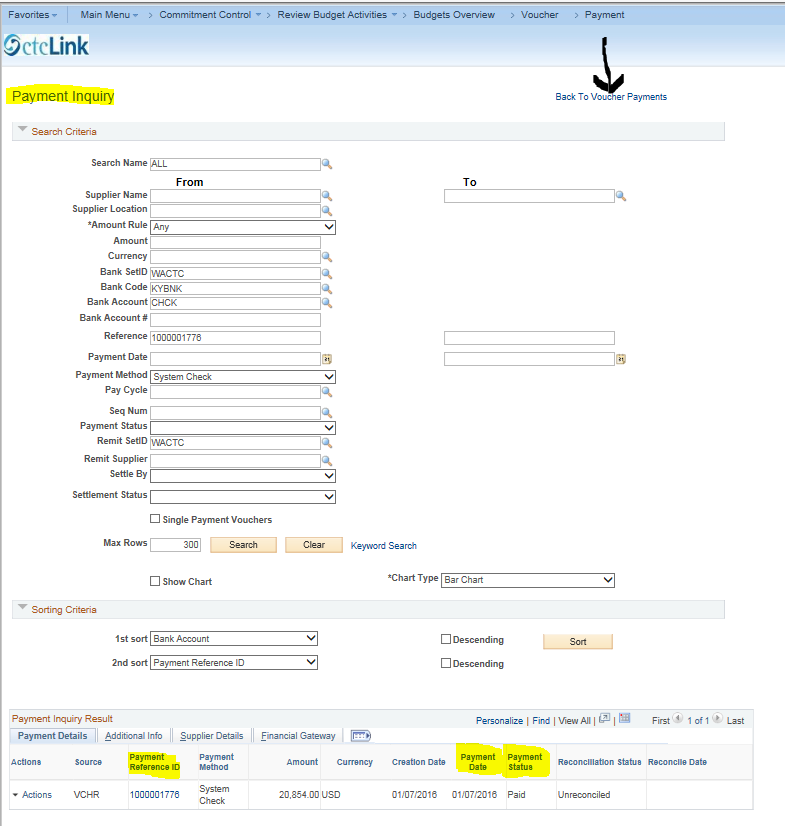 Favorites Main Menu > Commitment Control > Review Budget Activities > Budgets Overview > Voucher > Payment
ctcLink
Payment Inquiry
Back To Voucher Payments
Search Criteria
Search Name ALL
From To
Supplier Name
Supplier Location
*Amount Rule Any
Amount
Currency
Bank SetID WACTC
Bank Code KYBNK
Bank Account CHCK
Bank Account #
Reference 1000001776
Payment Date
Payment Method System Check
Pay Cycle
Seq Num
Payment Status
Remit SetID WACTC
Remit Supplier
Settle By
Settlement Status
Single Payment Vouchers
Max Rows 300 Search Clear Keyword Search
Show Chart *Chart Type Bar Chart
Sorting Criteria
1st sort Bank Account Descending Sort
2nd sort Payment Reference ID Descending
Payment Inquiry Result Personalize | Find | View All | | First 1 of 1 Last
Payment Details Additional Info Supplier Details Financial Gateway
Actions Source Payment Reference ID Payment Method Amount Currency Creation Date Payment Date Payment Status Reconciliation Status Reconcile Date
Actions VCHR 1000001776 System Check 20,854.00 USD 01/07/2016 01/07/2016 Paid Unreconciled